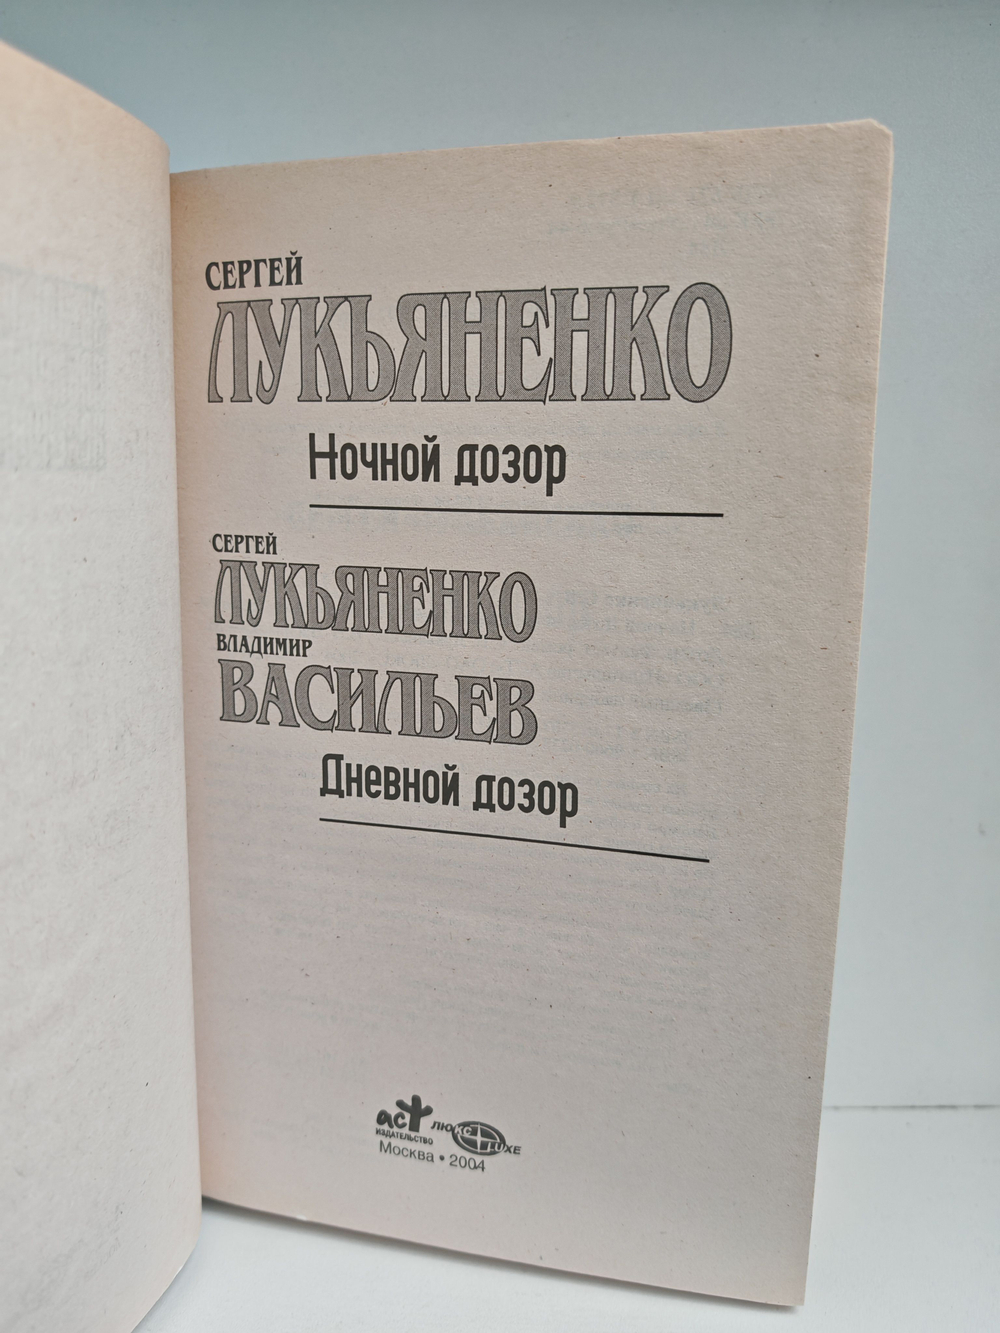 СЕРГЕЙ
ЛУКЬЯНЕНКО
Ночной дозор
СЕРГЕЙ
ЛУКЬЯНЕНКО
ВЛАДИМИР
ВАСИЛЬЕВ
Дневной дозор
аст
ИЗДАТЕЛЬСТВО
ЛЮКС
LUXE
Москва • 2004